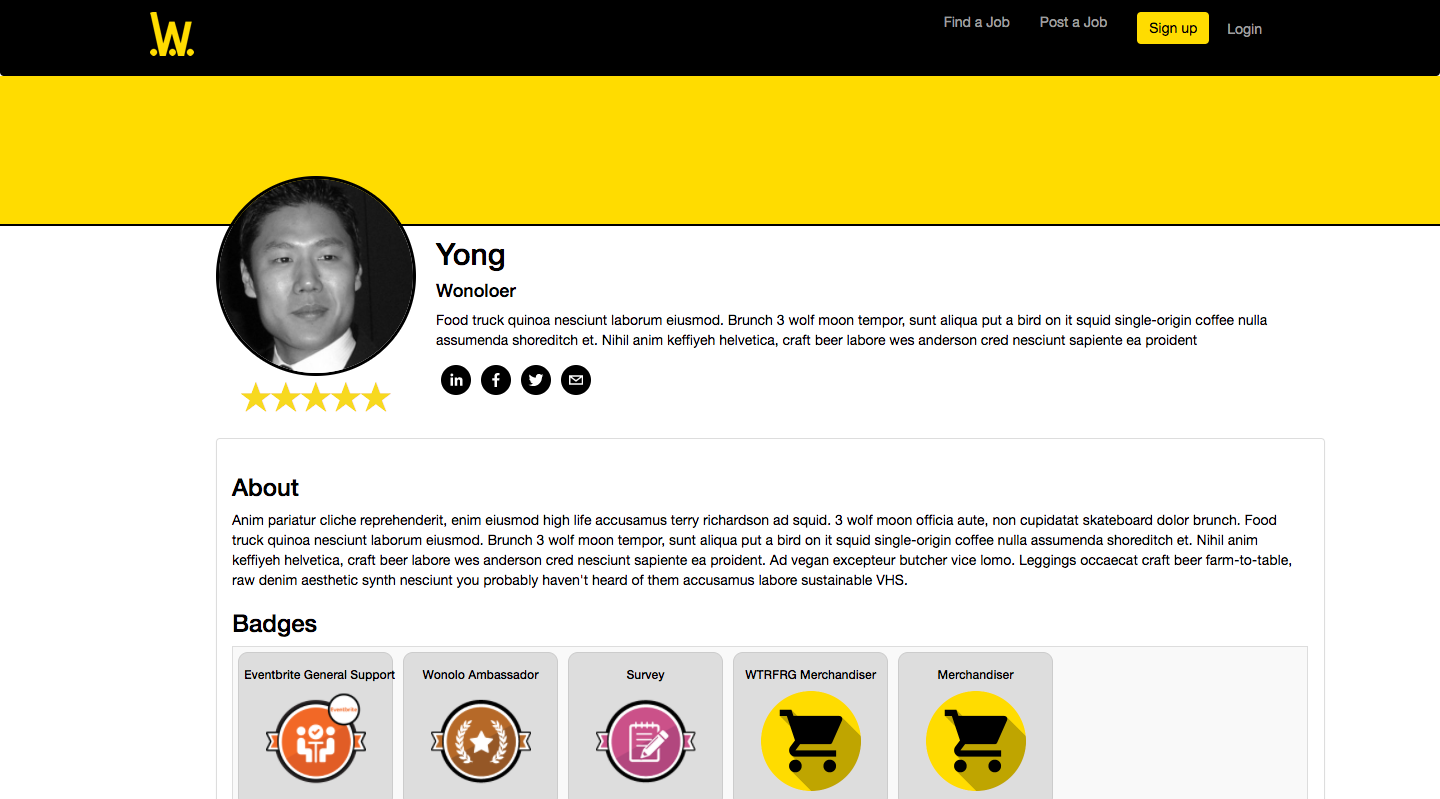 W.
Find a Job
Post a Job
Sign up
Login
Yong
Wonoloer
Food truck quinoa nesciunt laborum eiusmod. Brunch 3 wolf moon tempor, sunt aliqua put a bird on it squid single-origin coffee nulla
assumenda shoreditch et. Nihil anim keffiyeh helvetica, craft beer labore wes anderson cred nesciunt sapiente ea proident
in
f
About
Anim pariatur cliche reprehenderit, enim eiusmod high life accusamus terry richardson ad squid. 3 wolf moon officia aute, non cupidatat skateboard dolor brunch. Food
truck quinoa nesciunt laborum eiusmod. Brunch 3 wolf moon tempor, sunt aliqua put a bird on it squid single-origin coffee nulla assumenda shoreditch et. Nihil anim
keffiyeh helvetica, craft beer labore wes anderson cred nesciunt sapiente ea proident. Ad vegan excepteur butcher vice lomo. Leggings occaecat craft beer farm-to-table,
raw denim aesthetic synth nesciunt you probably haven't heard of them accusamus labore sustainable VHS.
Badges
Eventbrite General Support
Wonolo Ambassador
Survey
WTRFRG Merchandiser
Merchandiser
Eventbrite